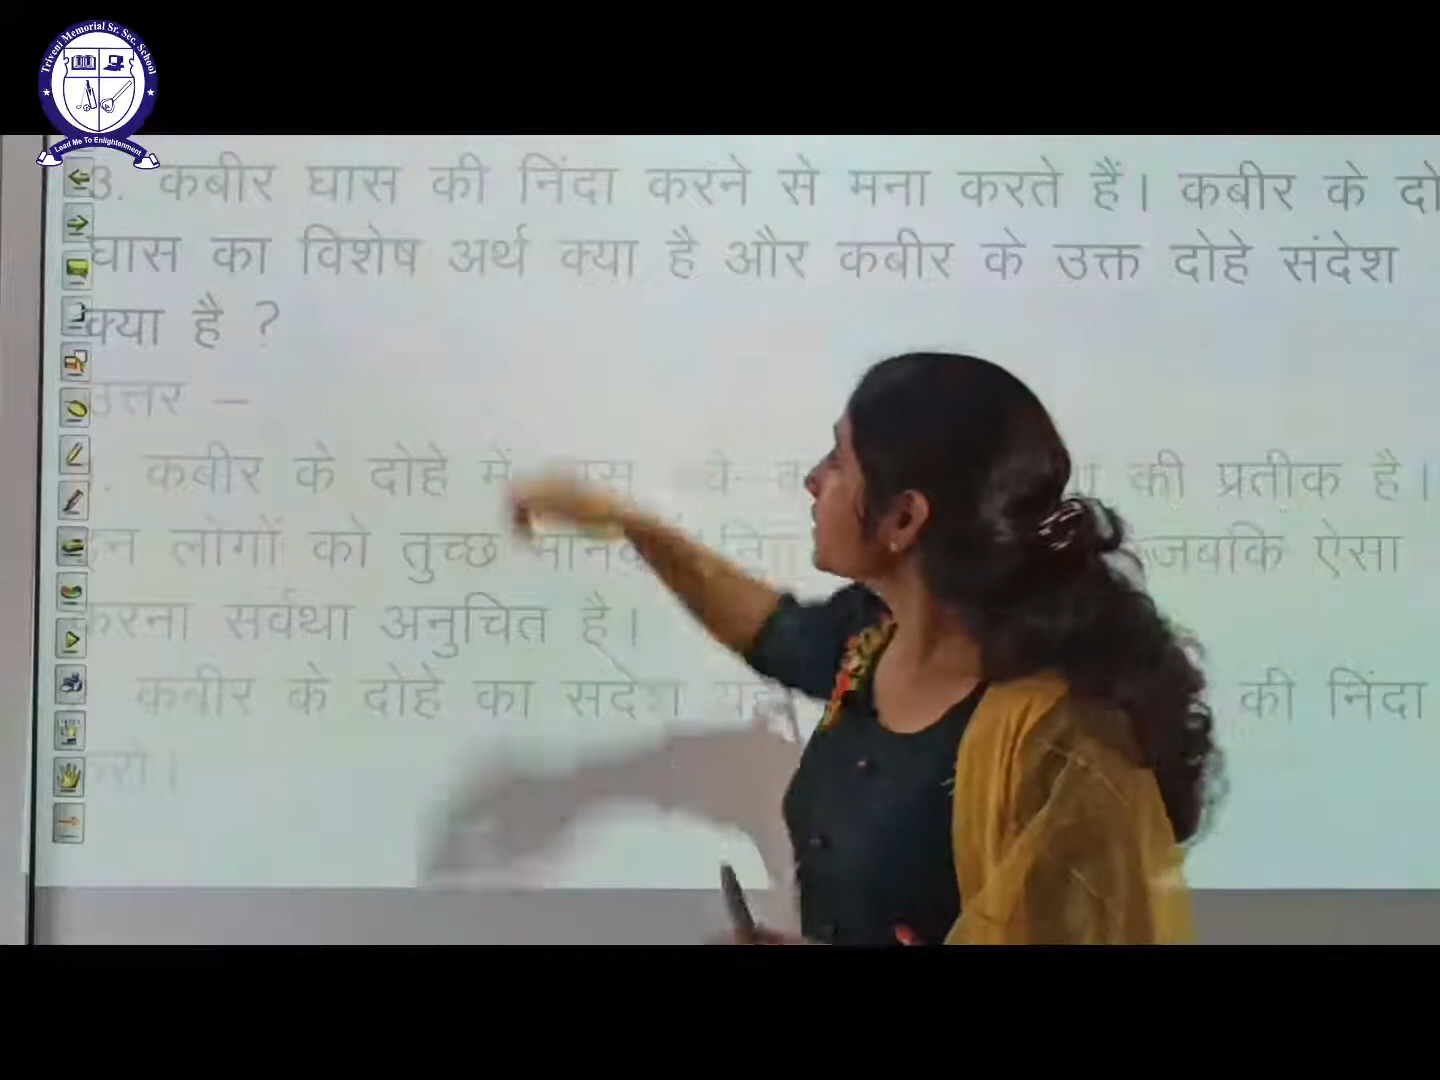 Triveni Memorial Sr. Sec. School
Lead Me To Enlightenment
3. कबीर घास की निंदा करने से मना करते हैं। कबीर के दो
घास का विशेष अर्थ क्या है और कबीर के उक्त दोहे संदेश
क्या है ?
उत्तर –
कबीर के दोहे में की प्रतीक है।
लोगों को तुच्छ जबकि ऐसा
करना सर्वथा अनुचित है।
कबीर के दोहे का संदेश यही की निंदा